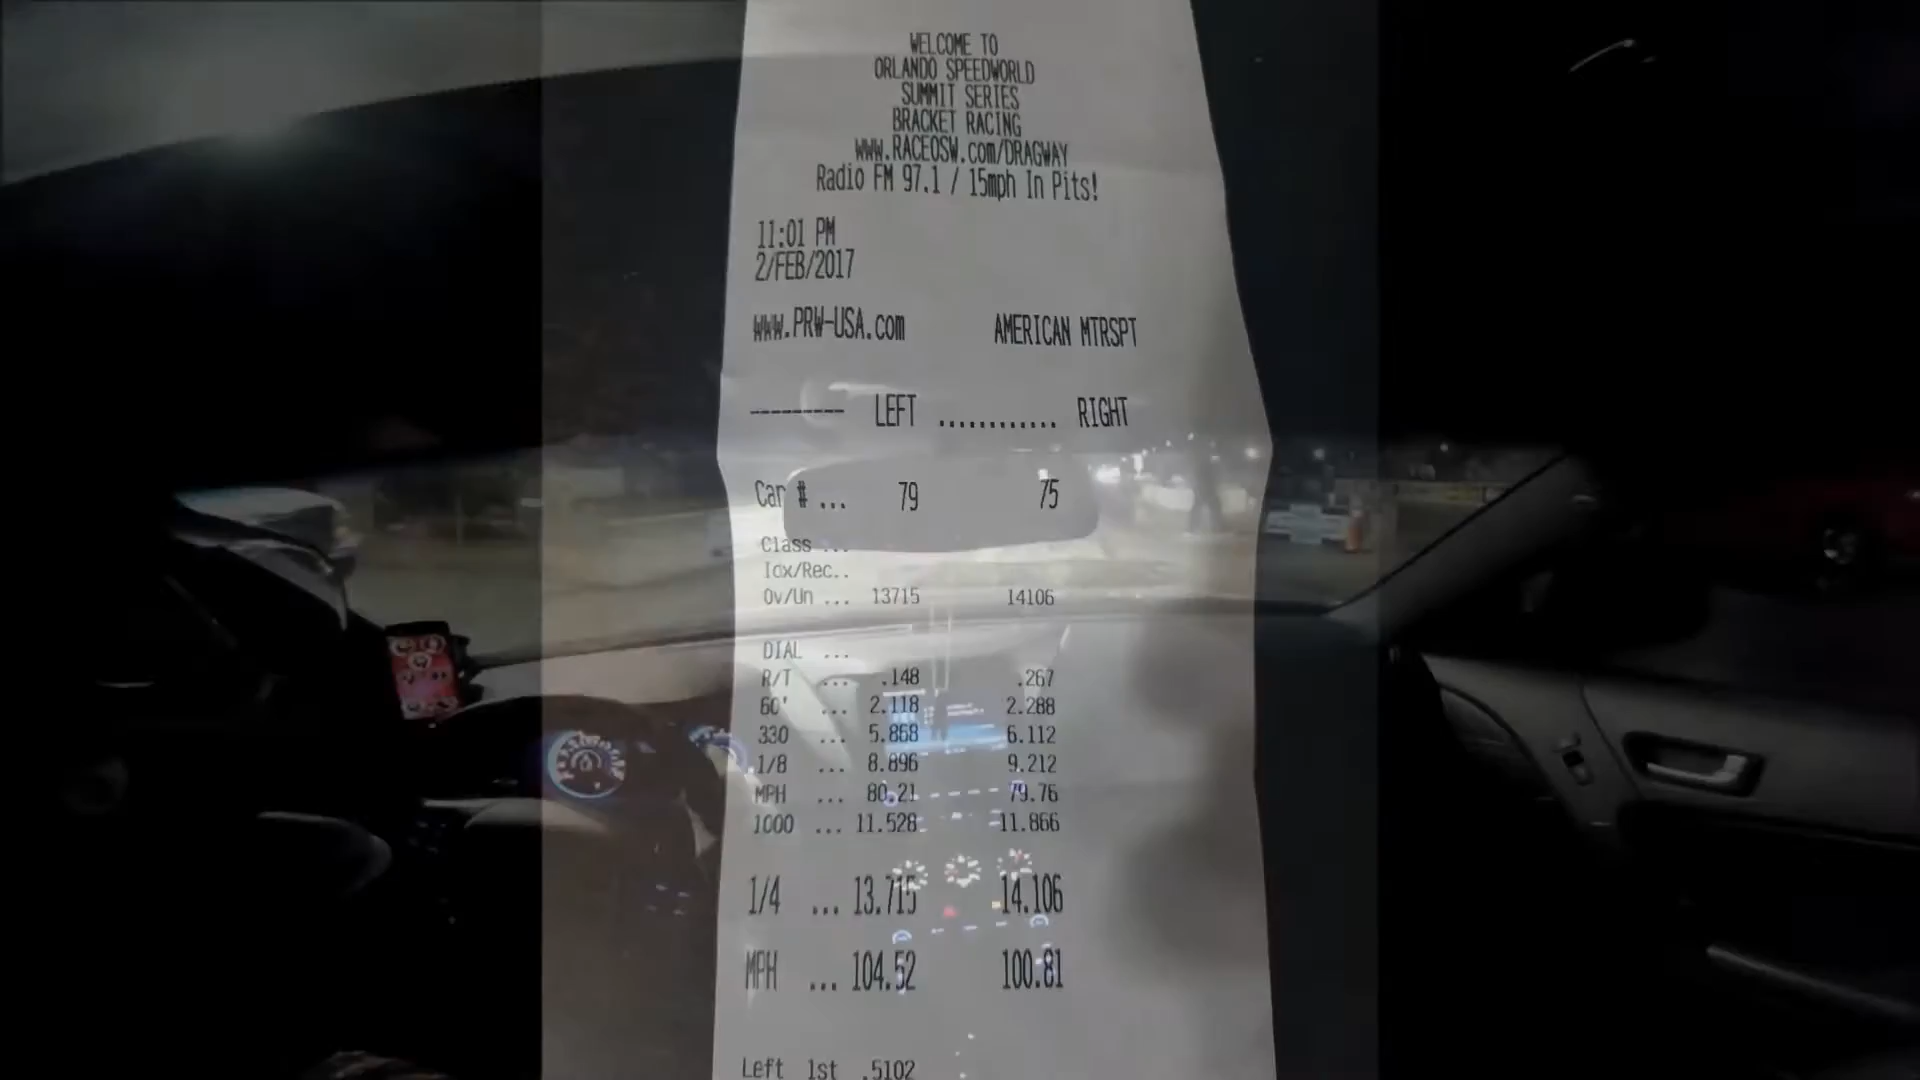 WELCOME TO
ORLANDO SPEEDWORLD
SUMMIT SERIES
BRACKET RACING
WWW.RACEOSW.com/DRAGWAY
Radio FM 97.1 / 15mph In Pits!
11:01 PM
2/FEB/2017
www.PRW-USA.com AMERICAN MTRSPT
--------- LEFT ............ RIGHT
Car # ... 79 75
Class ...
Idx/Rec..
Ov/Un ... 13715 14106
DIAL ...
R/T ... .148 .267
60' ... 2.118 2.288
330 ... 5.868 6.112
1/8 ... 8.896 9.212
MPH ... 80.21 79.76
1000 ... 11.528 11.866
1/4 ... 13.715 14.106
MPH ... 104.52 100.81
Left 1st .5102